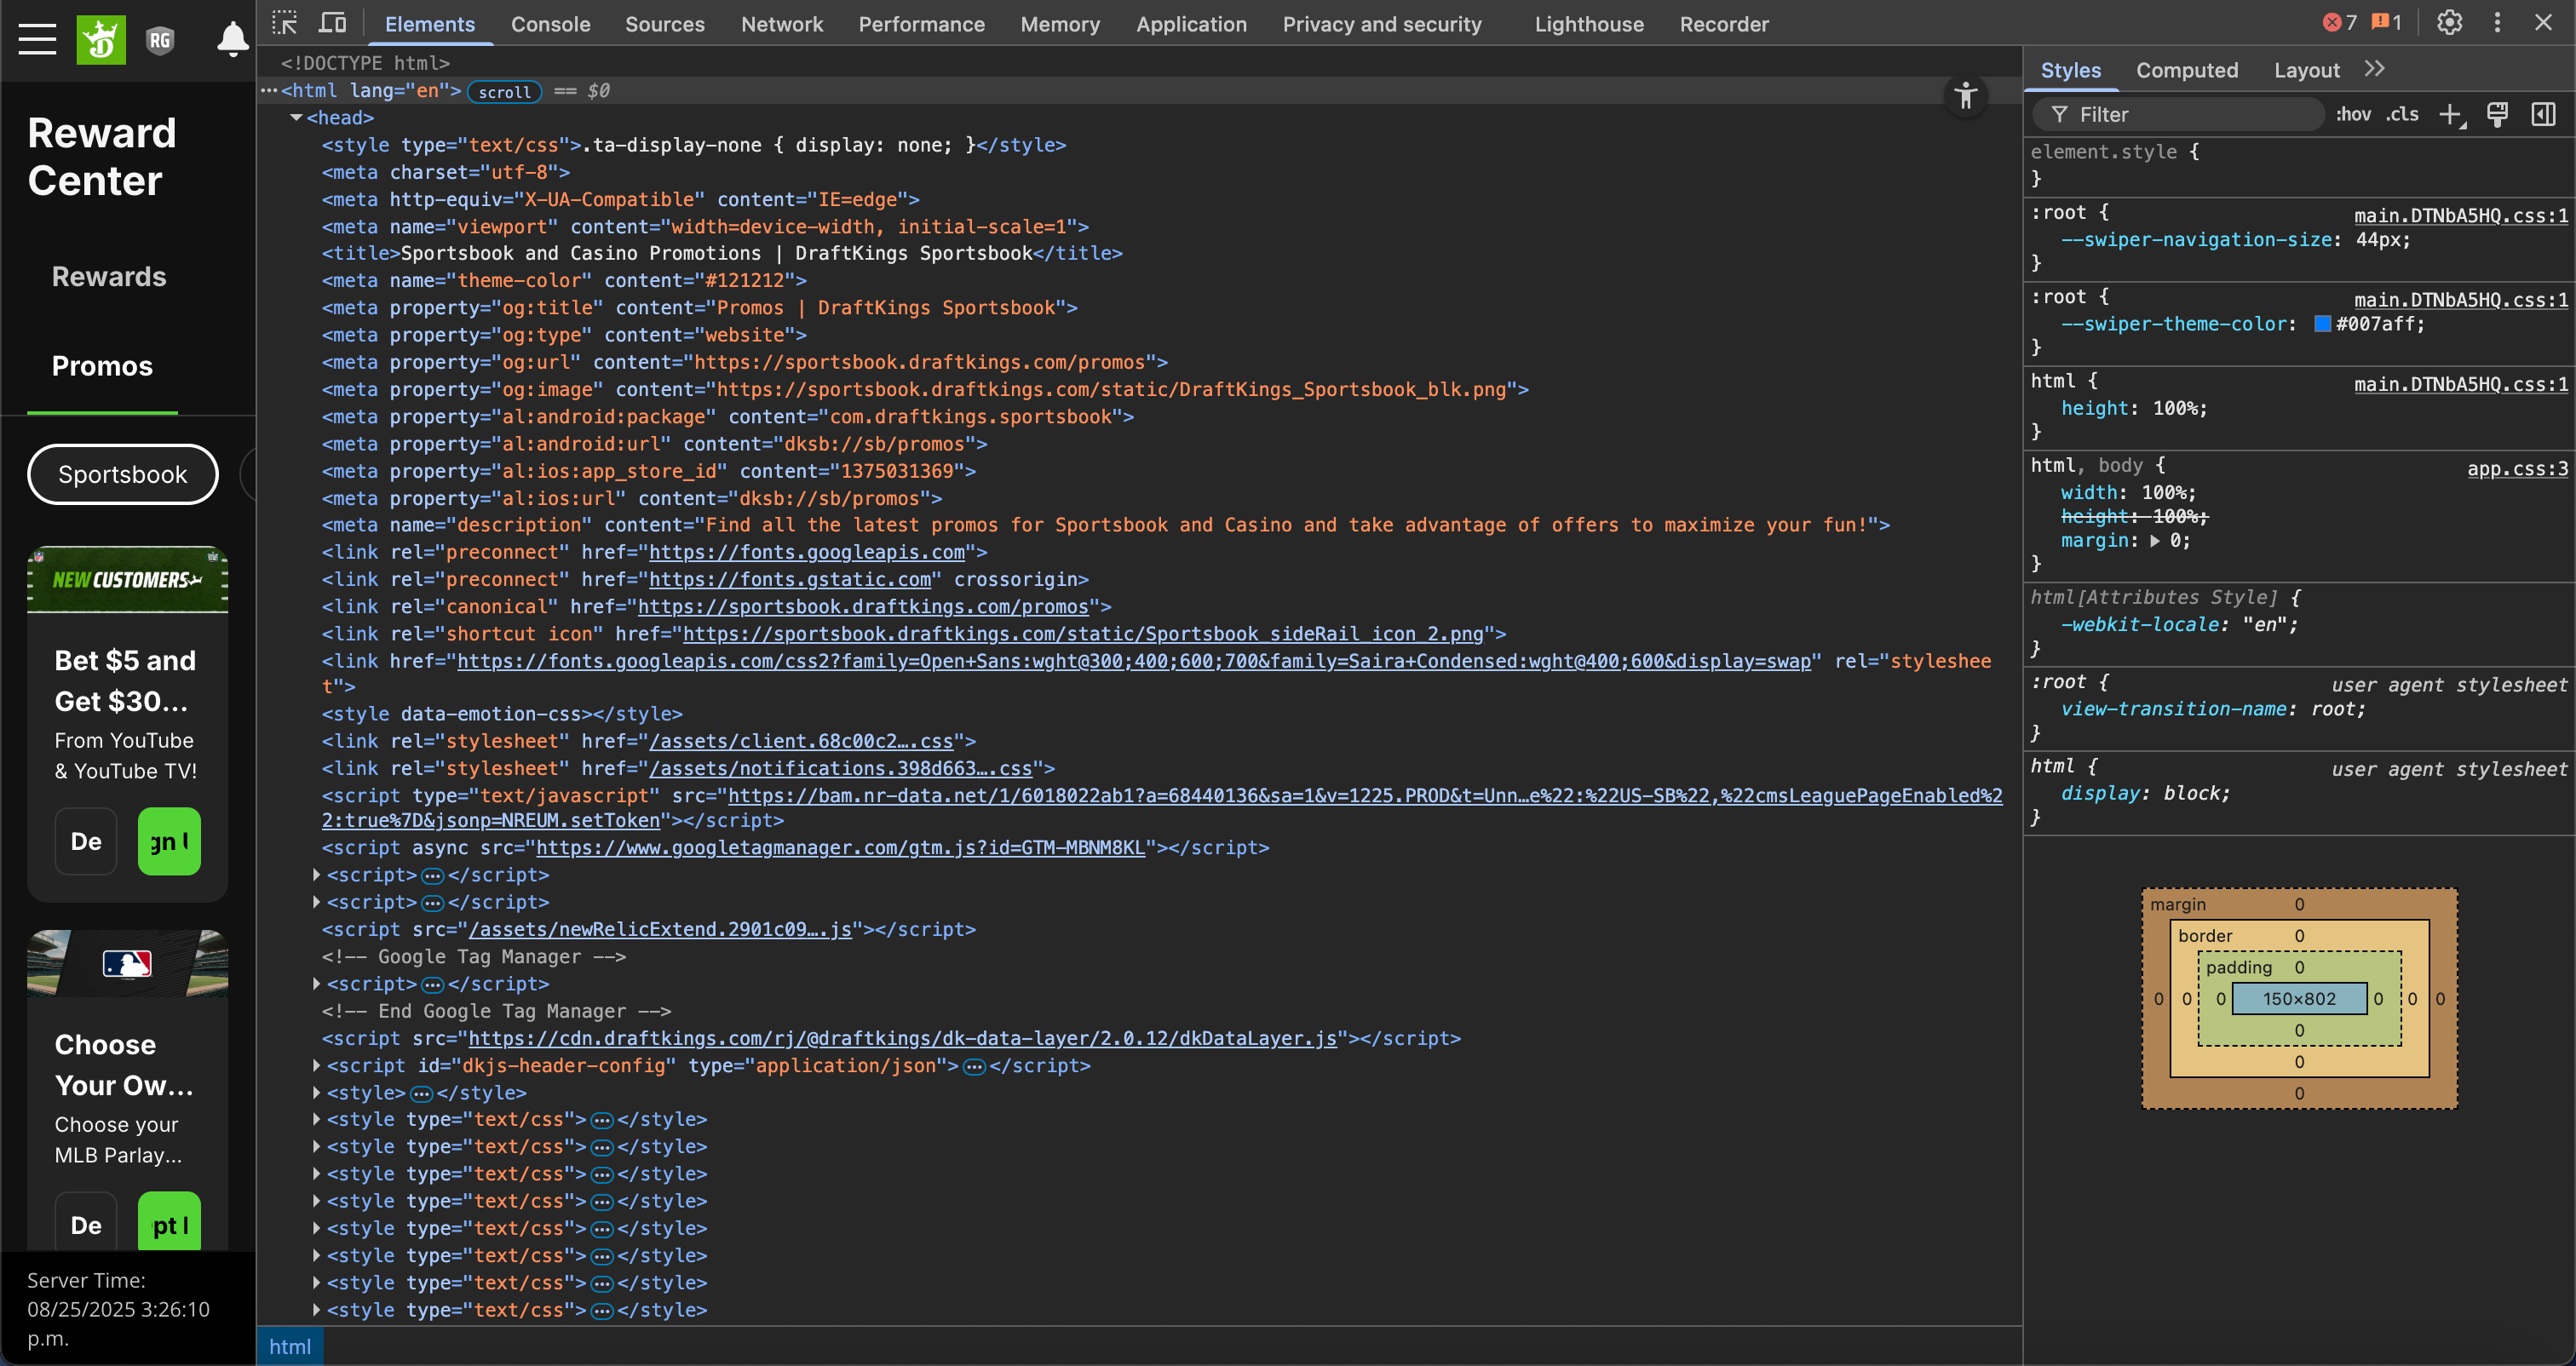 RG
Reward
Center
Rewards
Promos
Sportsbook
NEW CUSTOMERS
Bet $5 and
Get $30...
From YouTube
& YouTube TV!
De
gn U
Choose
Your Ow...
Choose your
MLB Parlay...
De
Server Time:
08/25/2025 3:26:10
p.m.
Elements Console Sources Network Performance Memory Application Privacy and security Lighthouse Recorder 7 1
<!DOCTYPE html>
<html lang="en"> scroll == $0
<head>
<style type="text/css">.ta-display-none { display: none; }</style>
<meta charset="utf-8">
<meta http-equiv="X-UA-Compatible" content="IE=edge">
<meta name="viewport" content="width=device-width, initial-scale=1">
<title>Sportsbook and Casino Promotions | DraftKings Sportsbook</title>
<meta name="theme-color" content="#121212">
<meta property="og:title" content="Promos | DraftKings Sportsbook">
<meta property="og:type" content="website">
<meta property="og:url" content="https://sportsbook.draftkings.com/promos">
<meta property="og:image" content="https://sportsbook.draftkings.com/static/DraftKings_Sportsbook_blk.png">
<meta property="al:android:package" content="com.draftkings.sportsbook">
<meta property="al:android:url" content="dksb://sb/promos">
<meta property="al:ios:app_store_id" content="1375031369">
<meta property="al:ios:url" content="dksb://sb/promos">
<meta name="description" content="Find all the latest promos for Sportsbook and Casino and take advantage of offers to maximize your fun!">
<link rel="preconnect" href="https://fonts.googleapis.com">
<link rel="preconnect" href="https://fonts.gstatic.com" crossorigin>
<link rel="canonical" href="https://sportsbook.draftkings.com/promos">
<link rel="shortcut icon" href="https://sportsbook.draftkings.com/static/Sportsbook_sideRail_icon_2.png">
<link href="https://fonts.googleapis.com/css2?family=Open+Sans:wght@300;400;600;700&family=Saira+Condensed:wght@400;600&display=swap" rel="styleshee
t">
<style data-emotion-css></style>
<link rel="stylesheet" href="/assets/client.68c00c2….css">
<link rel="stylesheet" href="/assets/notifications.398d663….css">
<script type="text/javascript" src="https://bam.nr-data.net/1/6018022ab1?a=68440136&sa=1&v=1225.PROD&t=Unn…e%22:%22US-SB%22,%22cmsLeaguePageEnabled%2
2:true%7D&jsonp=NREUM.setToken"></script>
<script async src="https://www.googletagmanager.com/gtm.js?id=GTM-MBNM8KL"></script>
<script>…</script>
<script>…</script>
<script src="/assets/newRelicExtend.2901c09….js"></script>
<!-- Google Tag Manager -->
<script>…</script>
<!-- End Google Tag Manager -->
<script src="https://cdn.draftkings.com/rj/@draftkings/dk-data-layer/2.0.12/dkDataLayer.js"></script>
<script id="dkjs-header-config" type="application/json">…</script>
<style>…</style>
<style type="text/css">…</style>
<style type="text/css">…</style>
<style type="text/css">…</style>
<style type="text/css">…</style>
<style type="text/css">…</style>
<style type="text/css">…</style>
<style type="text/css">…</style>
<style type="text/css">…</style>
html
Styles Computed Layout
Filter :hov .cls
element.style {
}
:root { main.DTNbA5HQ.css:1
--swiper-navigation-size: 44px;
}
:root { main.DTNbA5HQ.css:1
--swiper-theme-color: #007aff;
}
html { main.DTNbA5HQ.css:1
height: 100%;
}
html, body { app.css:3
width: 100%;
height: 100%;
margin: 0;
}
html[Attributes Style] {
-webkit-locale: "en";
}
:root { user agent stylesheet
view-transition-name: root;
}
html { user agent stylesheet
display: block;
}
margin 0
border 0
padding 0
0 0 0 150×802 0 0 0
0
0
0